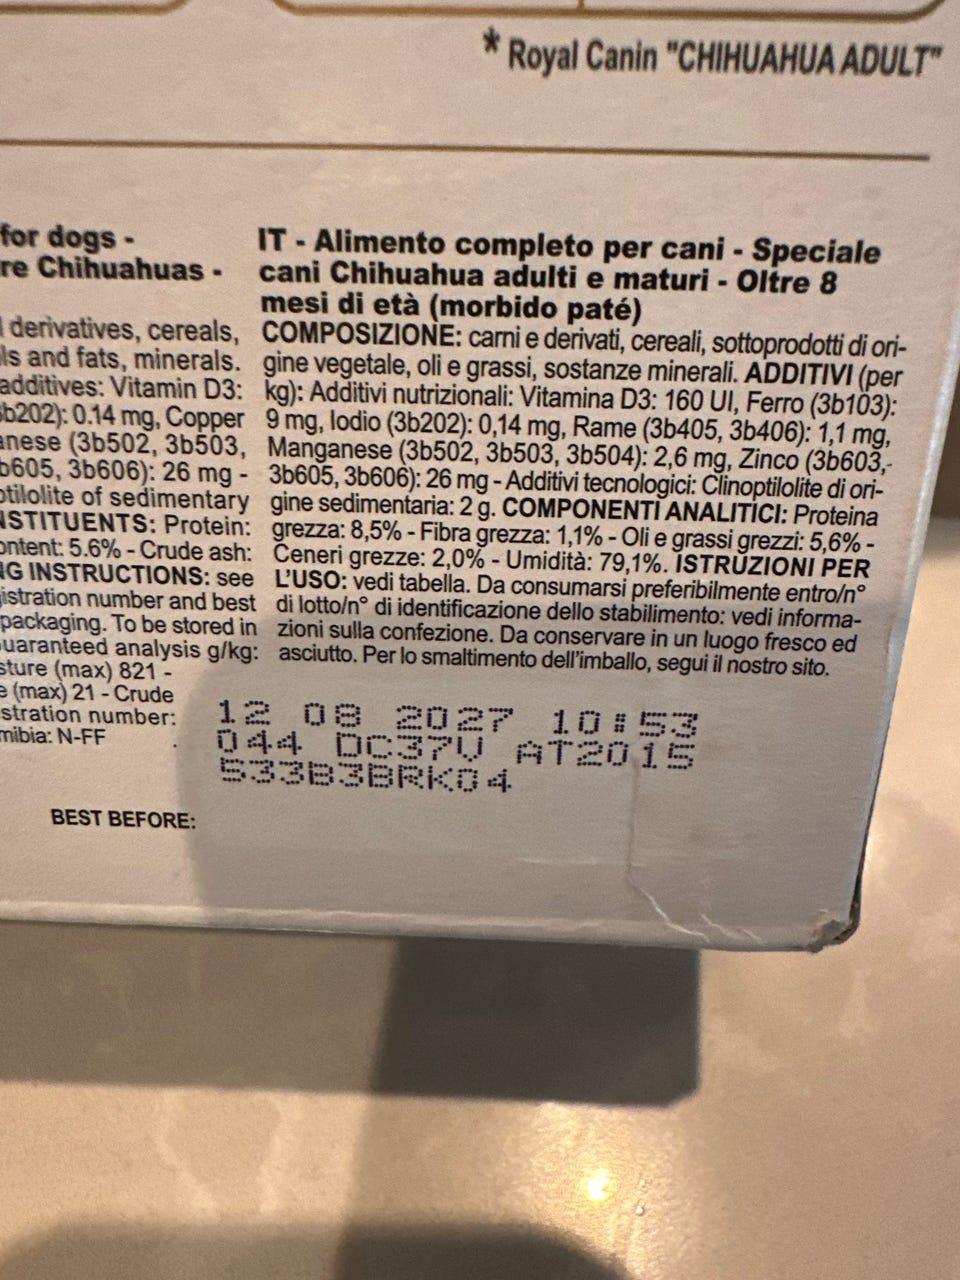 * Royal Canin "CHIHUAHUA ADULT"
for dogs -
re Chihuahuas -
derivatives, cereals,
ls and fats, minerals.
additives: Vitamin D3:
3b202): 0.14 mg, Copper
anese (3b502, 3b503,
b605, 3b606): 26 mg -
ptilolite of sedimentary
NSTITUENTS: Protein:
ontent: 5.6% - Crude ash:
NG INSTRUCTIONS: see
istration number and best
packaging. To be stored in
uaranteed analysis g/kg:
sture (max) 821 -
e (max) 21 - Crude
stration number:
mibia: N-FF
IT - Alimento completo per cani - Speciale
cani Chihuahua adulti e maturi - Oltre 8
mesi di età (morbido paté)
COMPOSIZIONE: carni e derivati, cereali, sottoprodotti di ori-
gine vegetale, oli e grassi, sostanze minerali. ADDITIVI (per
kg): Additivi nutrizionali: Vitamina D3: 160 UI, Ferro (3b103):
9 mg, Iodio (3b202): 0,14 mg, Rame (3b405, 3b406): 1,1 mg,
Manganese (3b502, 3b503, 3b504): 2,6 mg, Zinco (3b603,
3b605, 3b606): 26 mg - Additivi tecnologici: Clinoptilolite di ori-
gine sedimentaria: 2 g. COMPONENTI ANALITICI: Proteina
grezza: 8,5% - Fibra grezza: 1,1% - Oli e grassi grezzi: 5,6% -
Ceneri grezze: 2,0% - Umidità: 79,1%. ISTRUZIONI PER
L'USO: vedi tabella. Da consumarsi preferibilmente entro/n°
di lotto/n° di identificazione dello stabilimento: vedi informa-
zioni sulla confezione. Da conservare in un luogo fresco ed
asciutto. Per lo smaltimento dell'imballo, segui il nostro sito.
12 08 2027 10:53
044 DC37V AT2015
533B3BRK04
BEST BEFORE: